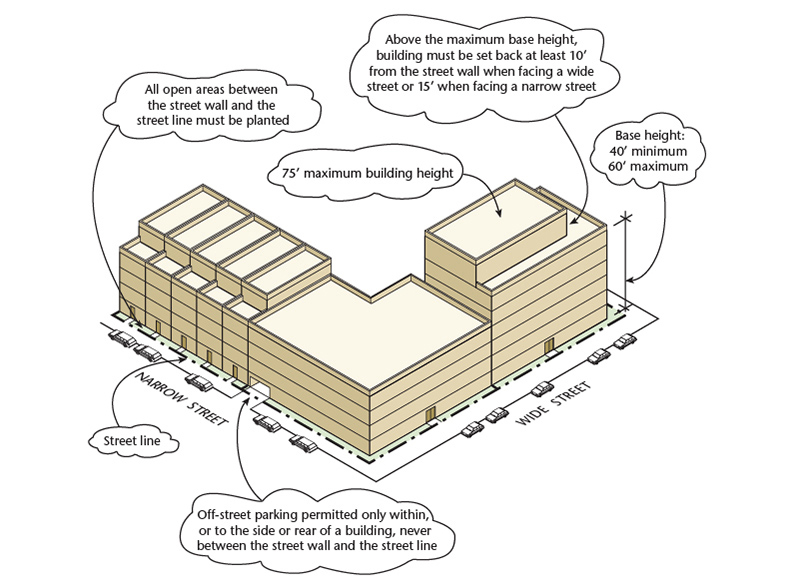 Above the maximum base height,
building must be set back at least 10’
from the street wall when facing a wide
street or 15’ when facing a narrow street
All open areas between
the street wall and the
street line must be planted
Base height:
40’ minimum
60’ maximum
75’ maximum building height
NARROW STREET
WIDE STREET
Street line
Off-street parking permitted only within,
or to the side or rear of a building, never
between the street wall and the street line